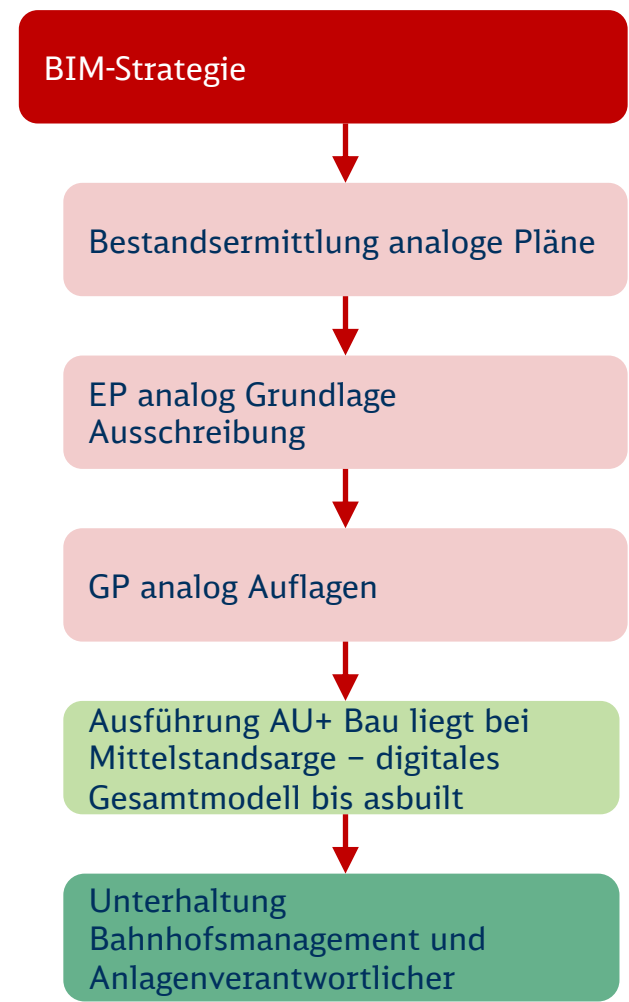 BIM-Strategie
Bestandsermittlung analoge Pläne
EP analog Grundlage
Ausschreibung
GP analog Auflagen
Ausführung AU+ Bau liegt bei
Mittelstandsarge – digitales
Gesamtmodell bis asbuilt
Unterhaltung
Bahnhofsmanagement und
Anlagenverantwortlicher